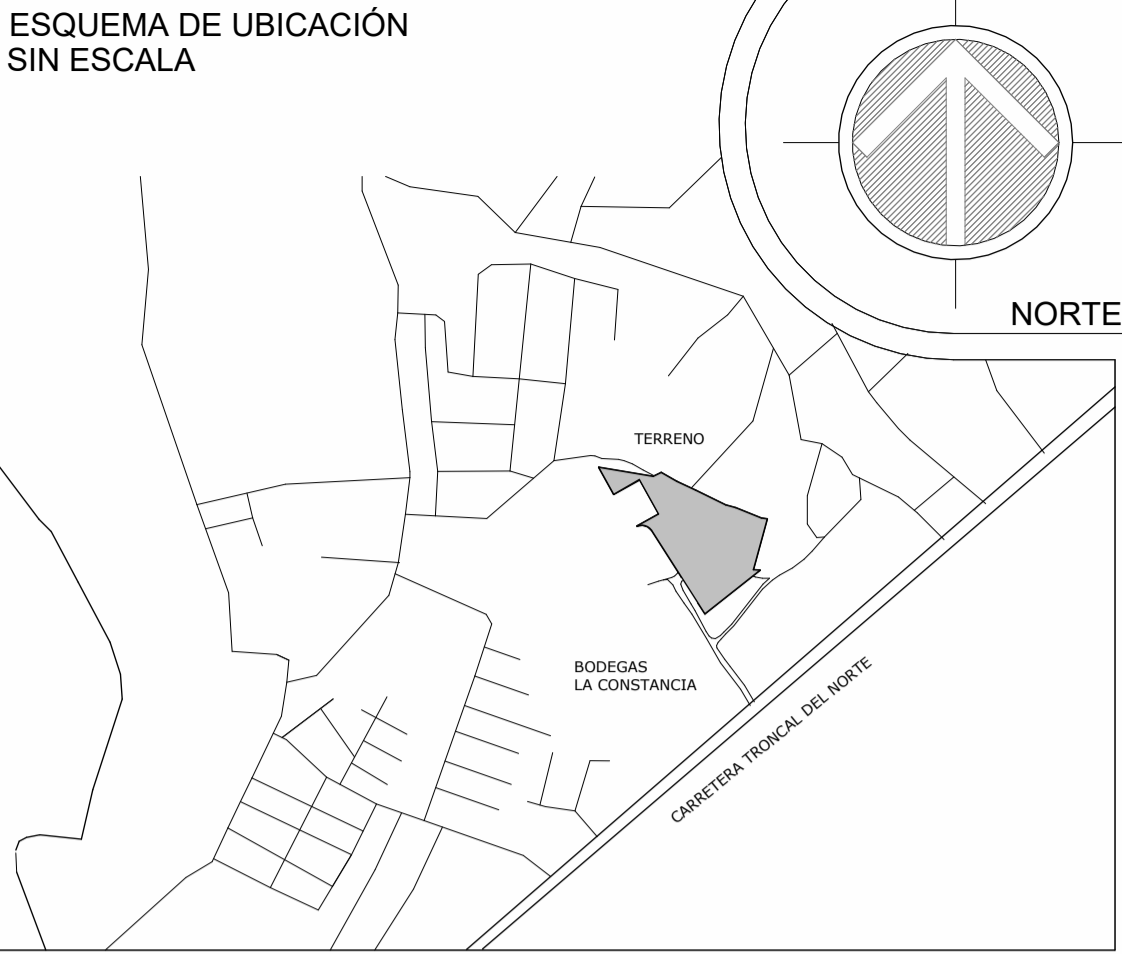 ESQUEMA DE UBICACIÓN
SIN ESCALA
NORTE
TERRENO
BODEGAS
LA CONSTANCIA
CARRETERA TRONCAL DEL NORTE